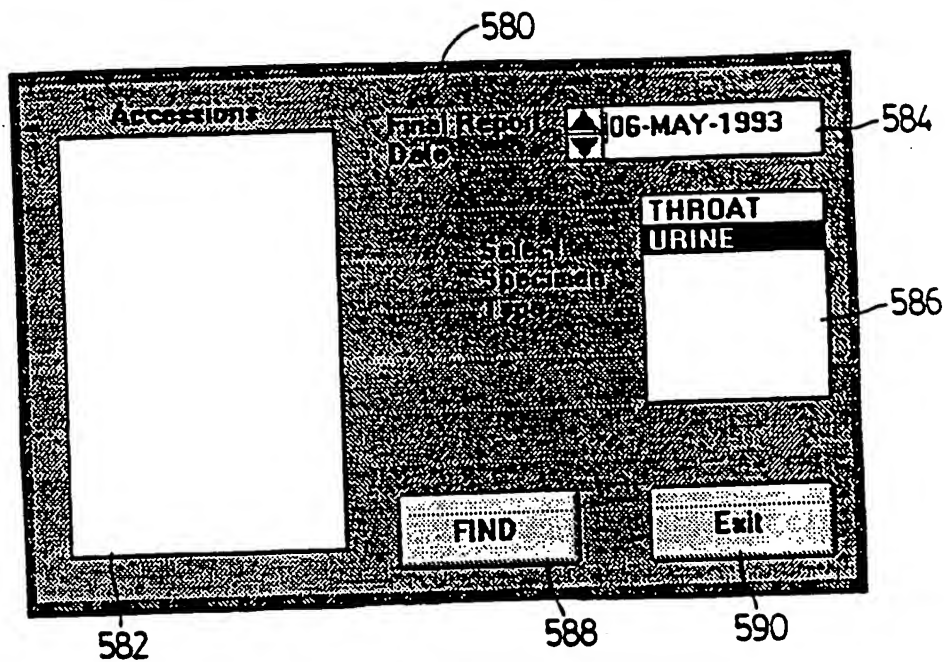 580
Accessions
Final Report
Date
06-MAY-1993
584
THROAT
URINE
Select
Specimen
Type
586
FIND
Exit
582
588
590